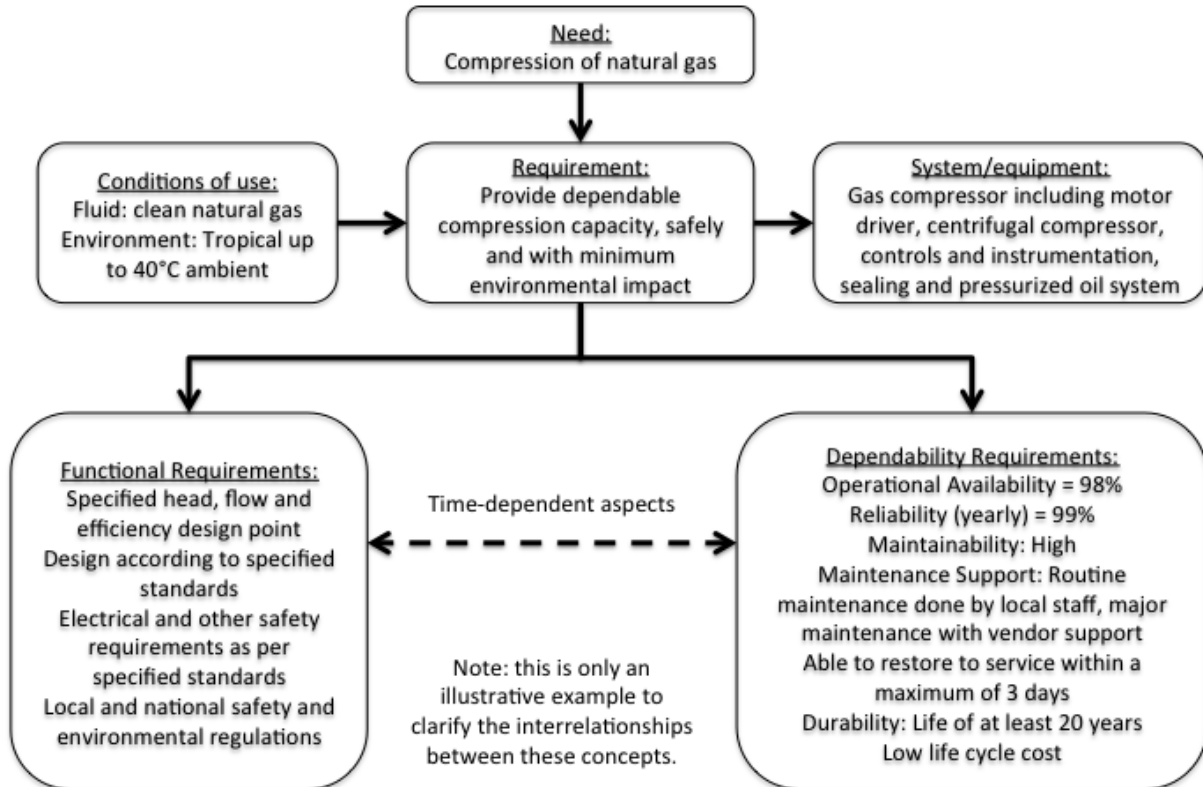 Need:
Compression of natural gas
Conditions of use:
Fluid: clean natural gas
Environment: Tropical up
to 40°C ambient
Requirement:
Provide dependable
compression capacity, safely
and with minimum
environmental impact
System/equipment:
Gas compressor including motor
driver, centrifugal compressor,
controls and instrumentation,
sealing and pressurized oil system
Functional Requirements:
Specified head, flow and
efficiency design point
Design according to specified
standards
Electrical and other safety
requirements as per
specified standards
Local and national safety and
environmental regulations
Time-dependent aspects
Note: this is only an
illustrative example to
clarify the interrelationships
between these concepts.
Dependability Requirements:
Operational Availability = 98%
Reliability (yearly) = 99%
Maintainability: High
Maintenance Support: Routine
maintenance done by local staff, major
maintenance with vendor support
Able to restore to service within a
maximum of 3 days
Durability: Life of at least 20 years
Low life cycle cost